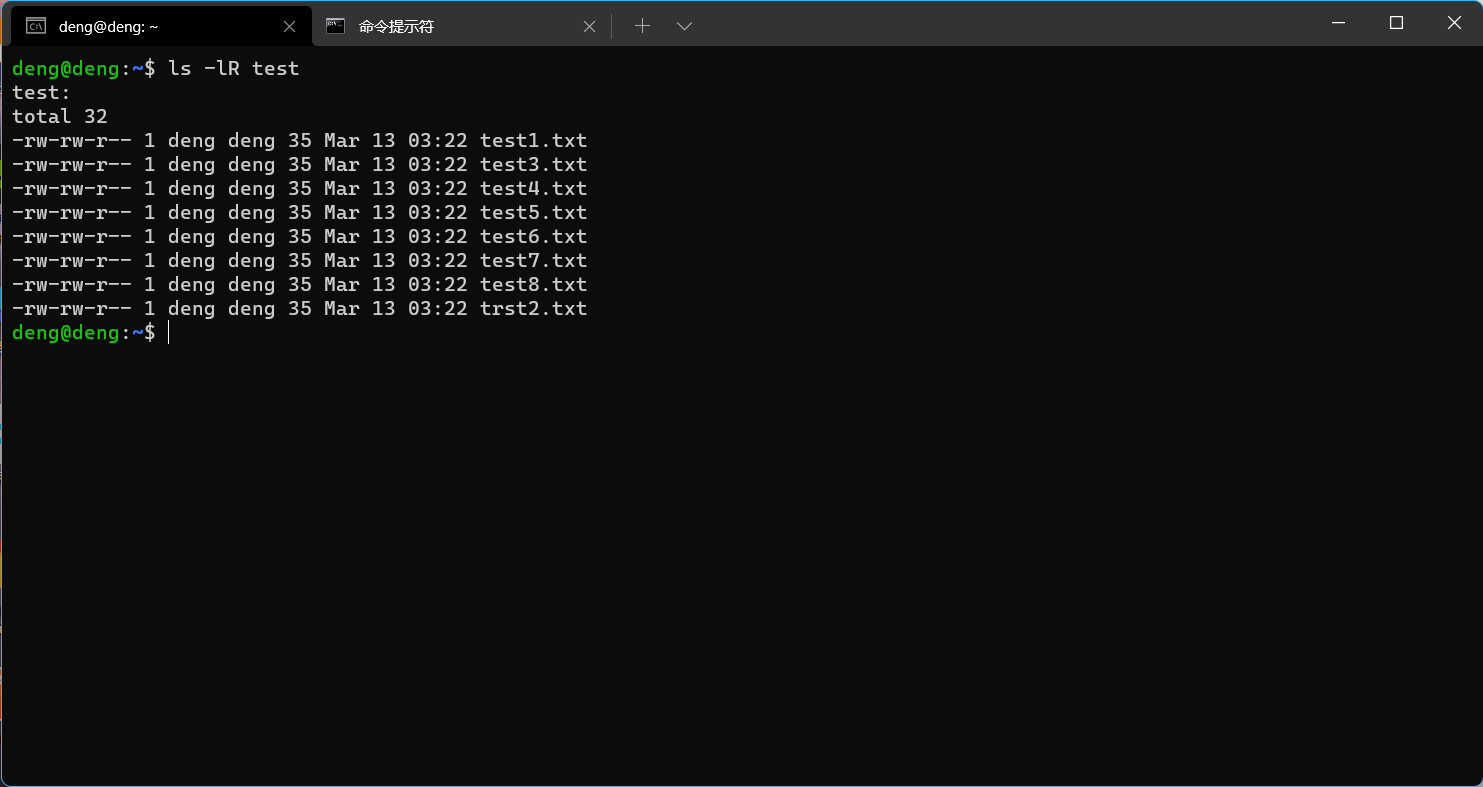 deng@deng: ~
命令提示符
deng@deng:~$ ls -lR test
test:
total 32
-rw-rw-r-- 1 deng deng 35 Mar 13 03:22 test1.txt
-rw-rw-r-- 1 deng deng 35 Mar 13 03:22 test3.txt
-rw-rw-r-- 1 deng deng 35 Mar 13 03:22 test4.txt
-rw-rw-r-- 1 deng deng 35 Mar 13 03:22 test5.txt
-rw-rw-r-- 1 deng deng 35 Mar 13 03:22 test6.txt
-rw-rw-r-- 1 deng deng 35 Mar 13 03:22 test7.txt
-rw-rw-r-- 1 deng deng 35 Mar 13 03:22 test8.txt
-rw-rw-r-- 1 deng deng 35 Mar 13 03:22 trst2.txt
deng@deng:~$